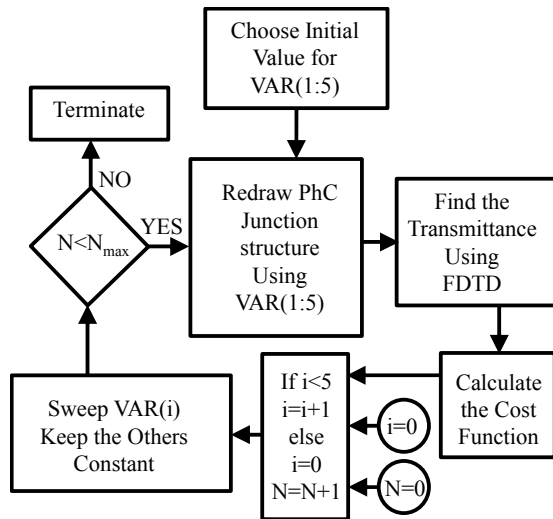 Choose Initial
Value for
VAR(1:5)
Terminate
NO
N<Nmax
YES
Redraw PhC
Junction
structure
Using
VAR(1:5)
Find the
Transmittance
Using
FDTD
Calculate
the Cost
Function
If i<5
i=i+1
else
i=0
N=N+1
i=0
N=0
Sweep VAR(i)
Keep the Others
Constant